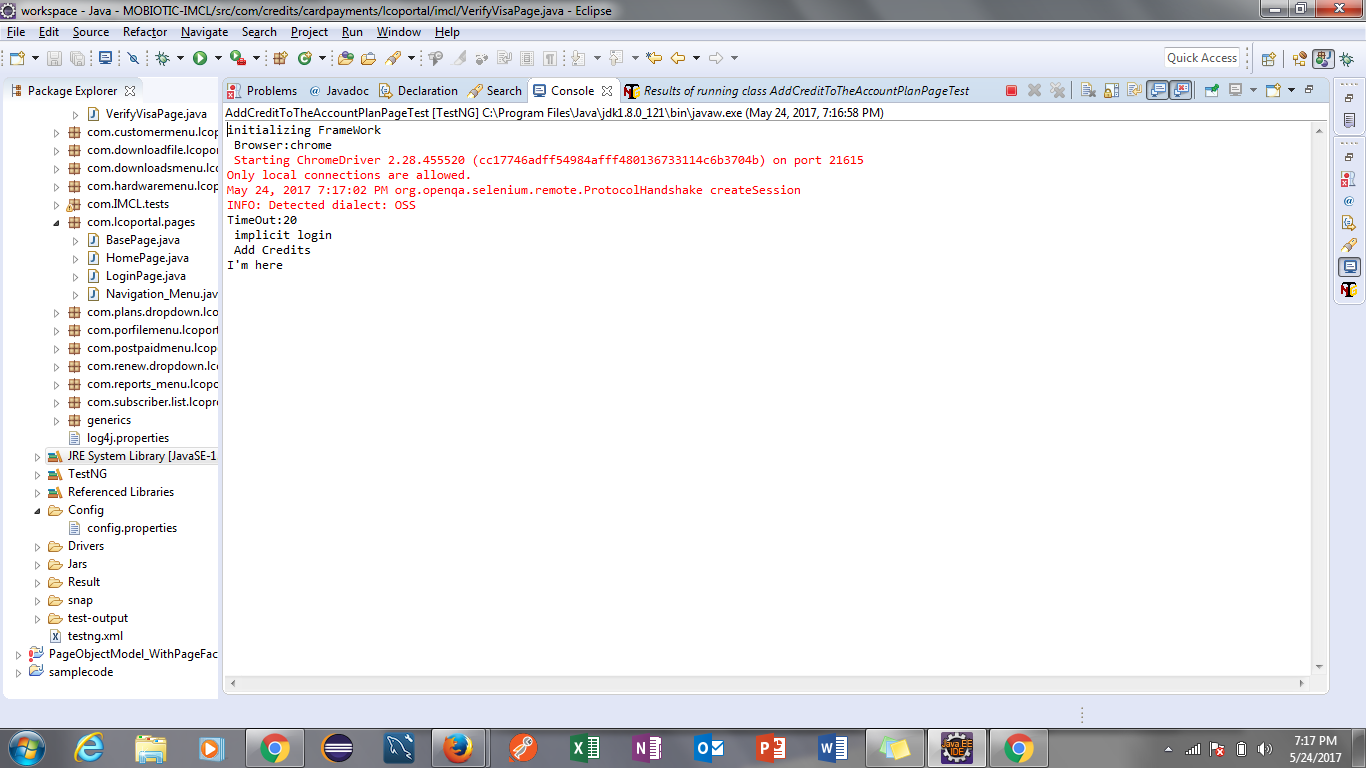 workspace - Java - MOBIOTIC-IMCL/src/com/credits/cardpayments/lcoportal/imcl/VerifyVisaPage.java - Eclipse
File Edit Source Refactor Navigate Search Project Run Window Help
Quick Access
Package Explorer
VerifyVisaPage.java
com.customermenu.lcop
com.downloadfile.lcopor
com.downloadsmenu.lco
com.hardwaremenu.lcop
com.IMCL.tests
com.lcoportal.pages
BasePage.java
HomePage.java
LoginPage.java
Navigation_Menu.jav
com.plans.dropdown.lco
com.porfilemenu.lcoport
com.postpaidmenu.lcop
com.renew.dropdown.lc
com.reports_menu.lcopo
com.subscriber.list.lcopre
generics
log4j.properties
JRE System Library [JavaSE-1
TestNG
Referenced Libraries
Config
config.properties
Drivers
Jars
Result
snap
test-output
testng.xml
PageObjectModel_WithPageFac
samplecode
Problems @ Javadoc Declaration Search Console Results of running class AddCreditToTheAccountPlanPageTest
AddCreditToTheAccountPlanPageTest [TestNG] C:\Program Files\Java\jdk1.8.0_121\bin\javaw.exe (May 24, 2017, 7:16:58 PM)
initializing FrameWork
Browser:chrome
Starting ChromeDriver 2.28.455520 (cc17746adff54984afff480136733114c6b3704b) on port 21615
Only local connections are allowed.
May 24, 2017 7:17:02 PM org.openqa.selenium.remote.ProtocolHandshake createSession
INFO: Detected dialect: OSS
TimeOut:20
implicit login
Add Credits
I'm here
Java EE
IDE
7:17 PM
5/24/2017